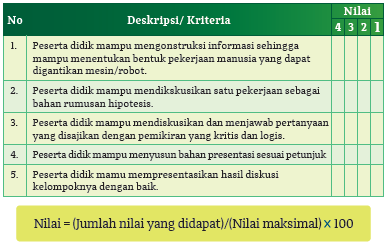 No Deskripsi/ Kriteria Nilai
4 3 2 1
1. Peserta didik mampu mengonstruksi informasi sehingga
mampu menentukan bentuk pekerjaan manusia yang dapat
digantikan mesin/robot.
2. Peserta didik mampu mendikskusikan satu pekerjaan sebagai
bahan rumusan hipotesis.
3. Peserta didik mampu mendiskusikan dan menjawab pertanyaan
yang disajikan dengan pemikiran yang kritis dan logis.
4. Peserta didik mampu menyusun bahan presentasi sesuai petunjuk
5. Peserta didik mamu mempresentasikan hasil diskusi
kelompoknya dengan baik.
Nilai = (Jumlah nilai yang didapat)/(Nilai maksimal) x 100